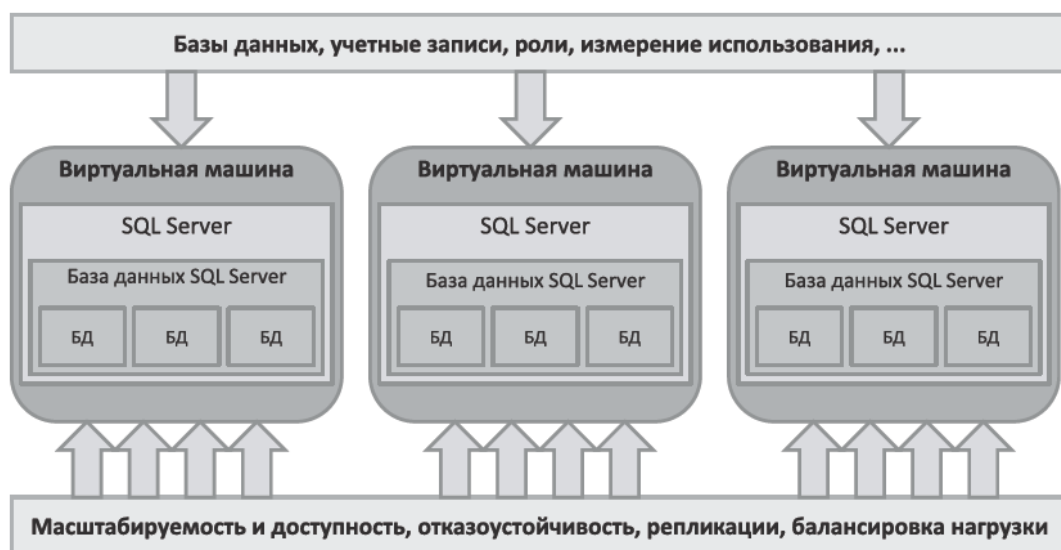 Базы данных, учетные записи, роли, измерение использования, ...
Виртуальная машина
Виртуальная машина
Виртуальная машина
SQL Server
SQL Server
SQL Server
База данных SQL Server
База данных SQL Server
База данных SQL Server
БД
БД
БД
БД
БД
БД
БД
БД
БД
Масштабируемость и доступность, отказоустойчивость, репликации, балансировка нагрузки